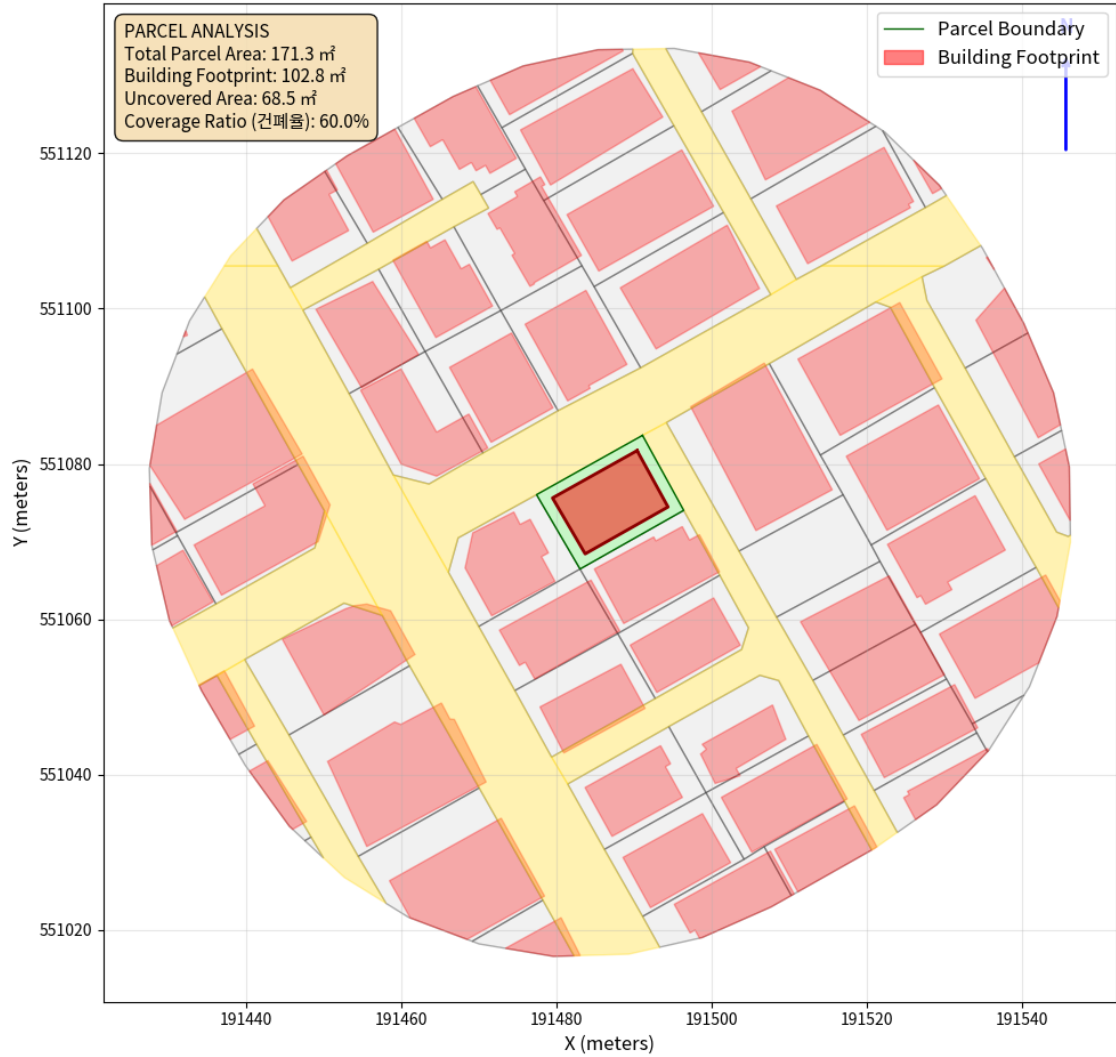 PARCEL ANALYSIS
Total Parcel Area: 171.3 ㎡
Building Footprint: 102.8 ㎡
Uncovered Area: 68.5 ㎡
Coverage Ratio (건폐율): 60.0%
N
Parcel Boundary
Building Footprint
551120
551100
551080
551060
551040
551020
Y (meters)
191440
191460
191480
191500
191520
191540
X (meters)